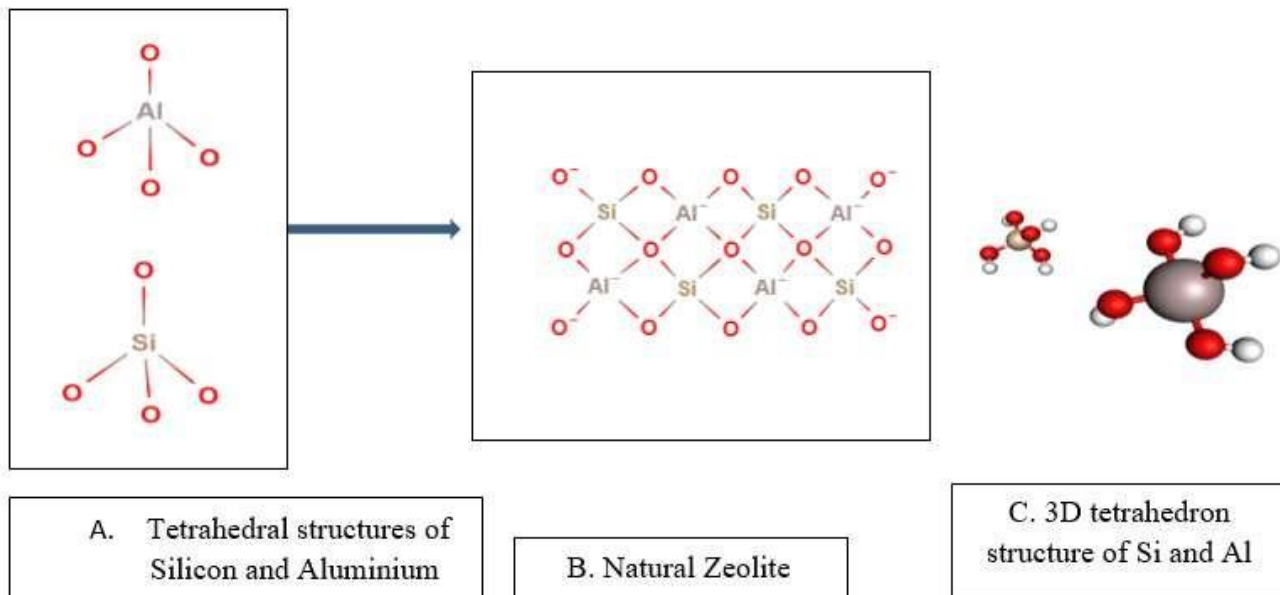 O
Al
O O
O
O
Si
O O
O
O⁻ O O O O⁻
Si Al⁻ Si Al⁻
O O O O O
Al⁻ Si Al⁻ Si
O⁻ O O O O⁻
A. Tetrahedral structures of
Silicon and Aluminium
B. Natural Zeolite
C. 3D tetrahedron
structure of Si and Al